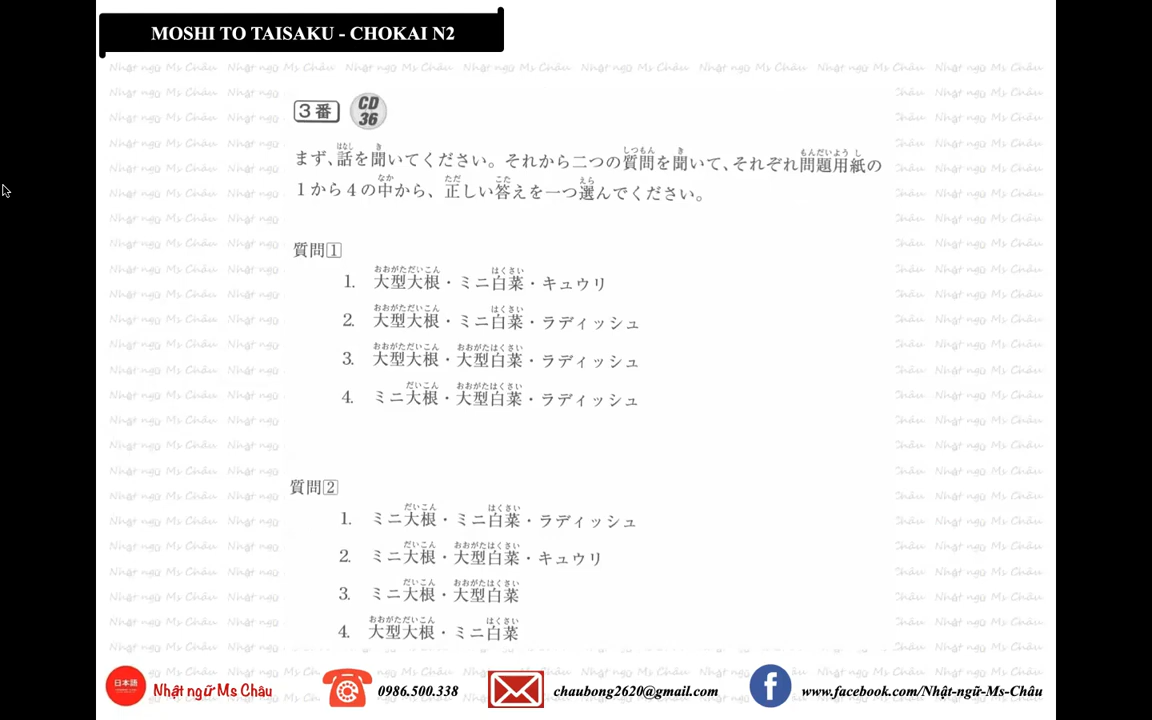 MOSHI TO TAISAKU - CHOKAI N2
Nhật ngữ Ms Châu
3番 CD 36
まず、話を聞いてください。それから二つの質問を聞いて、それぞれ問題用紙の
1から4の中から、正しい答えを一つ選んでください。
質問1
1. 大型大根・ミニ白菜・キュウリ
2. 大型大根・ミニ白菜・ラディッシュ
3. 大型大根・大型白菜・ラディッシュ
4. ミニ大根・大型白菜・ラディッシュ
質問2
1. ミニ大根・ミニ白菜・ラディッシュ
2. ミニ大根・大型白菜・キュウリ
3. ミニ大根・大型白菜
4. 大型大根・ミニ白菜
日本語 Nhật ngữ Ms Châu 0986.500.338 chaubong2620@gmail.com www.facebook.com/Nhật-ngữ-Ms-Châu